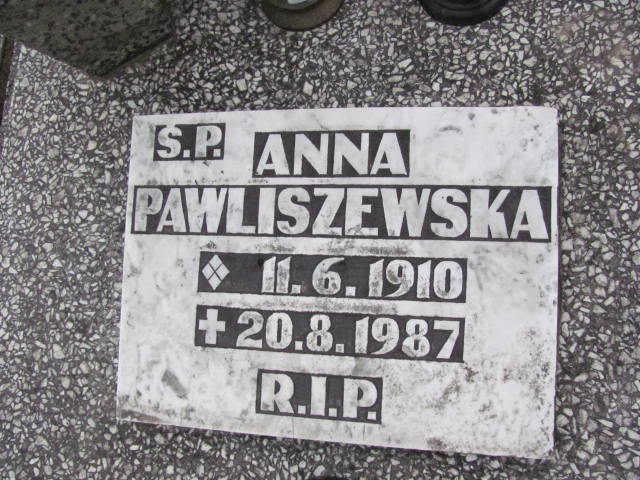 Ś.P. ANNA
PAWLISZEWSKA
11. 6. 1910
20.8.1987
R.I.P.